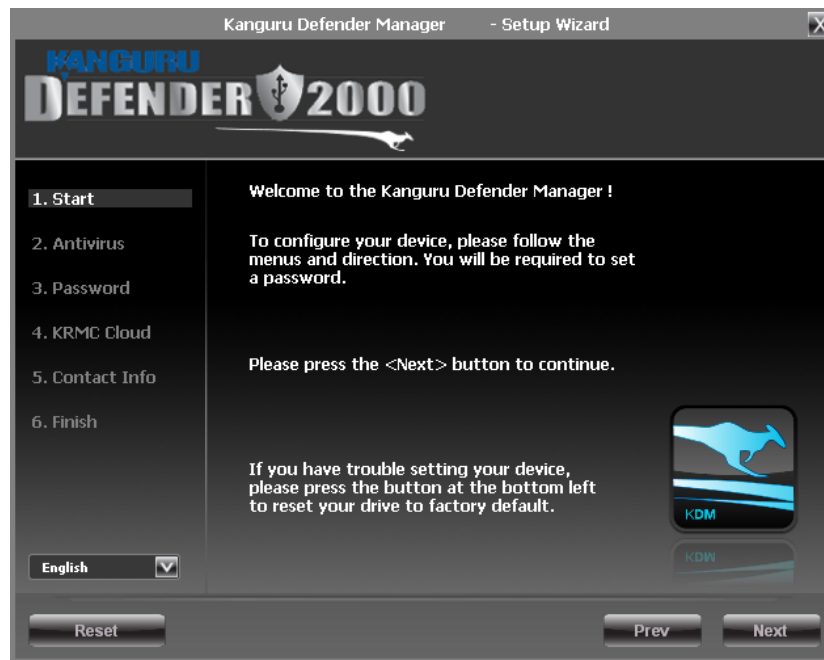 Kanguru Defender Manager - Setup Wizard
X
KANGURU
DEFENDER 2000
1. Start
2. Antivirus
3. Password
4. KRMC Cloud
5. Contact Info
6. Finish
Welcome to the Kanguru Defender Manager !
To configure your device, please follow the
menus and direction. You will be required to set
a password.
Please press the <Next> button to continue.
If you have trouble setting your device,
please press the button at the bottom left
to reset your drive to factory default.
KDM
KDM
English
Reset
Prev
Next